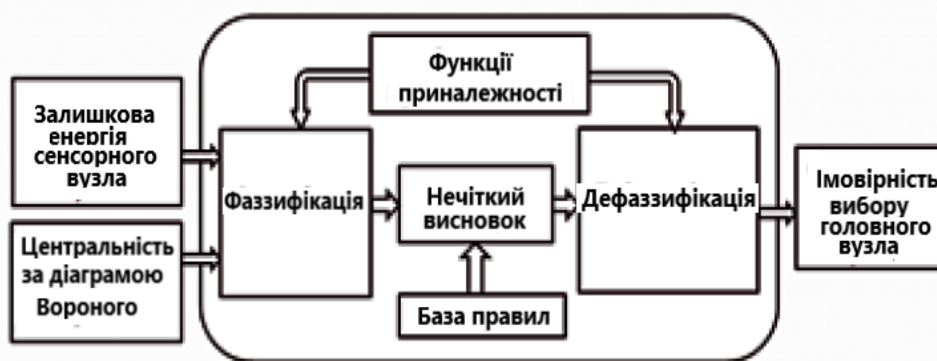 Функції
приналежності
Залишкова
енергія
сенсорного
вузла
Центральність
за діаграмою
Вороного
Фаззифікація
Нечіткий
висновок
База правил
Дефаззифікація
Імовірність
вибору
головного
вузла